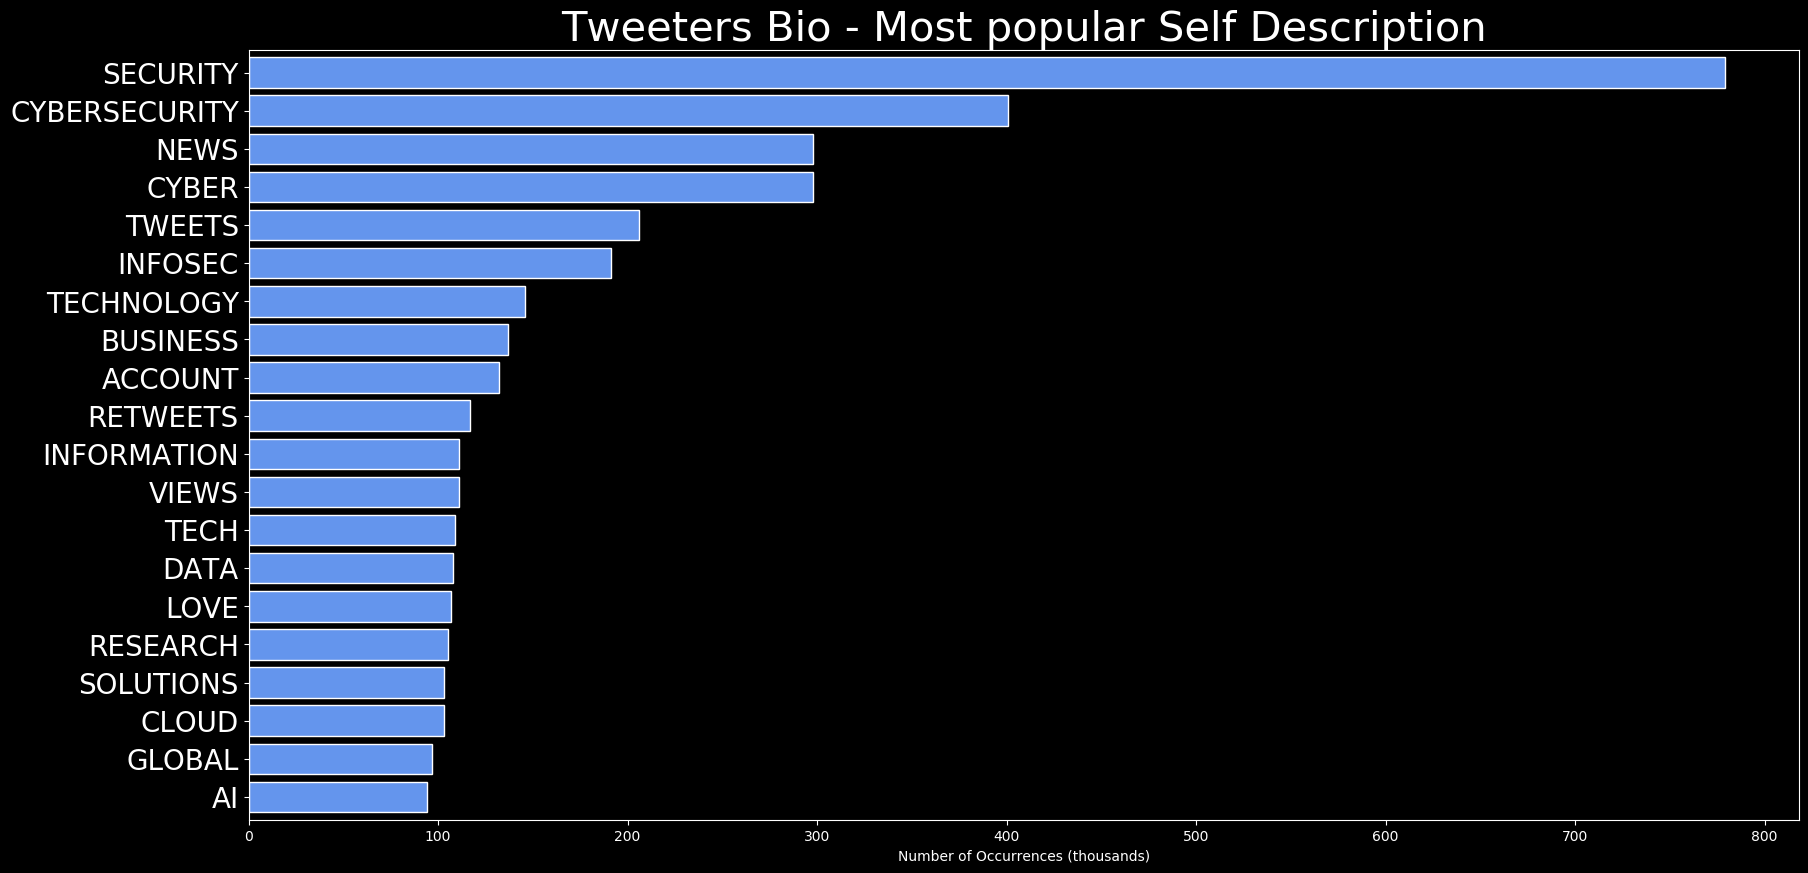 Tweeters Bio - Most popular Self Description
SECURITY
CYBERSECURITY
NEWS
CYBER
TWEETS
INFOSEC
TECHNOLOGY
BUSINESS
ACCOUNT
RETWEETS
INFORMATION
VIEWS
TECH
DATA
LOVE
RESEARCH
SOLUTIONS
CLOUD
GLOBAL
AI
0 100 200 300 400 500 600 700 800
Number of Occurrences (thousands)